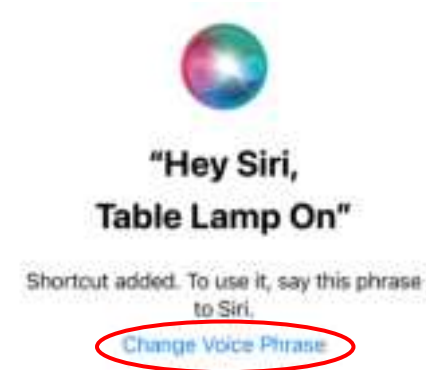 "Hey Siri,
Table Lamp On"
Shortcut added. To use it, say this phrase
to Siri.
Change Voice Phrase